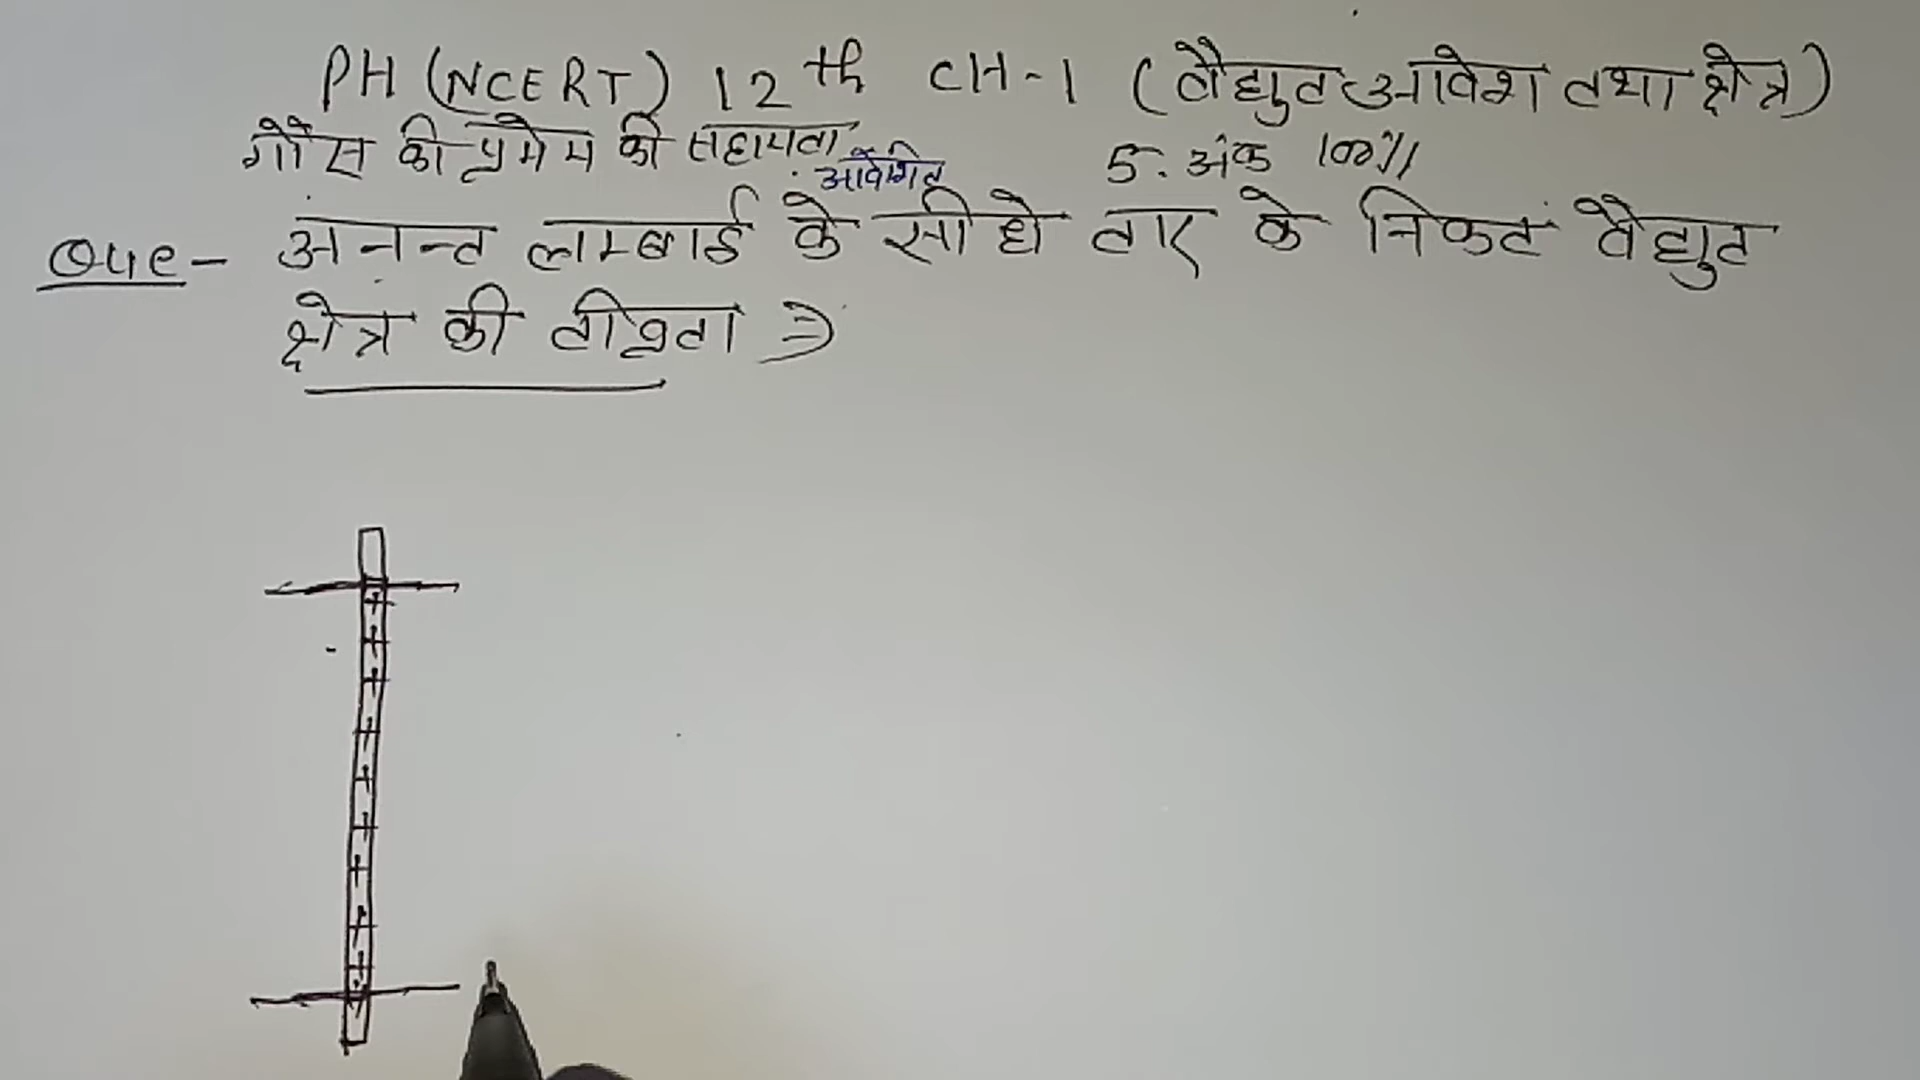 PH (NCERT) 12th CH-1 (वैद्युत आवेश तथा क्षेत्र)
गौस की प्रमेय की सहायता 5. अंक 100%
आवेशित
Que- अनन्त लम्बाई के सीधे तार के निकट वैद्युत
क्षेत्र की तीव्रता ⇒